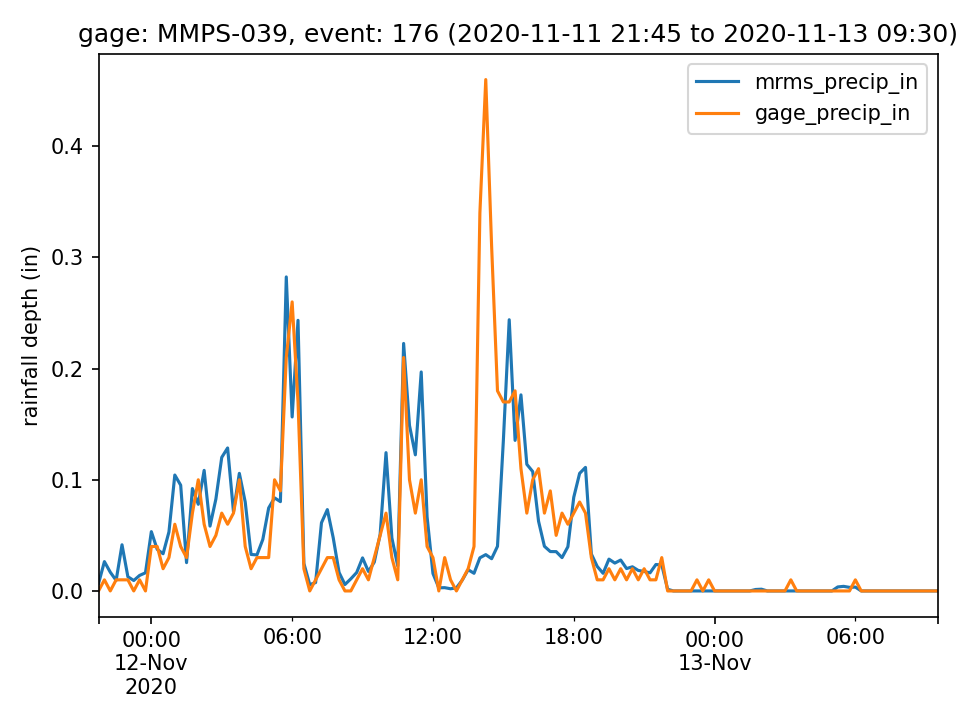 gage: MMPS-039, event: 176 (2020-11-11 21:45 to 2020-11-13 09:30)
mrms_precip_in
gage_precip_in
rainfall depth (in)
0.4
0.3
0.2
0.1
0.0
00:00 06:00 12:00 18:00 00:00 06:00
12-Nov 13-Nov
2020